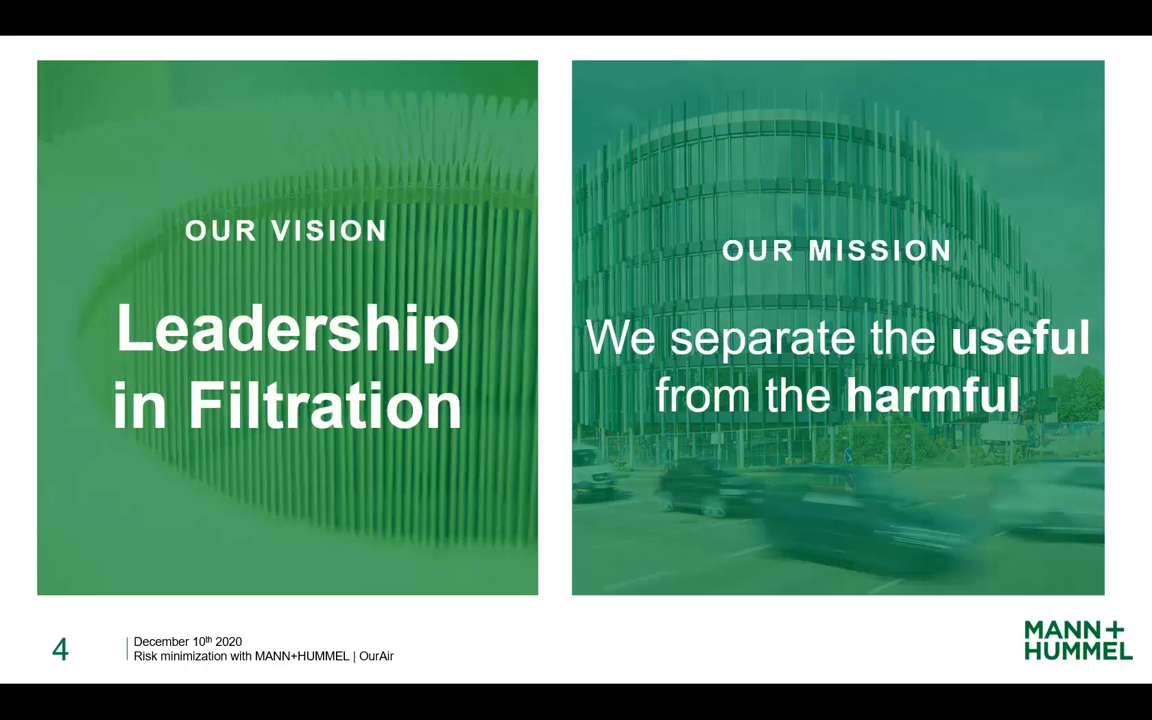 OUR VISION
Leadership
in Filtration
OUR MISSION
We separate the useful
from the harmful
4
December 10th 2020
Risk minimization with MANN+HUMMEL | OurAir
MANN+
HUMMEL